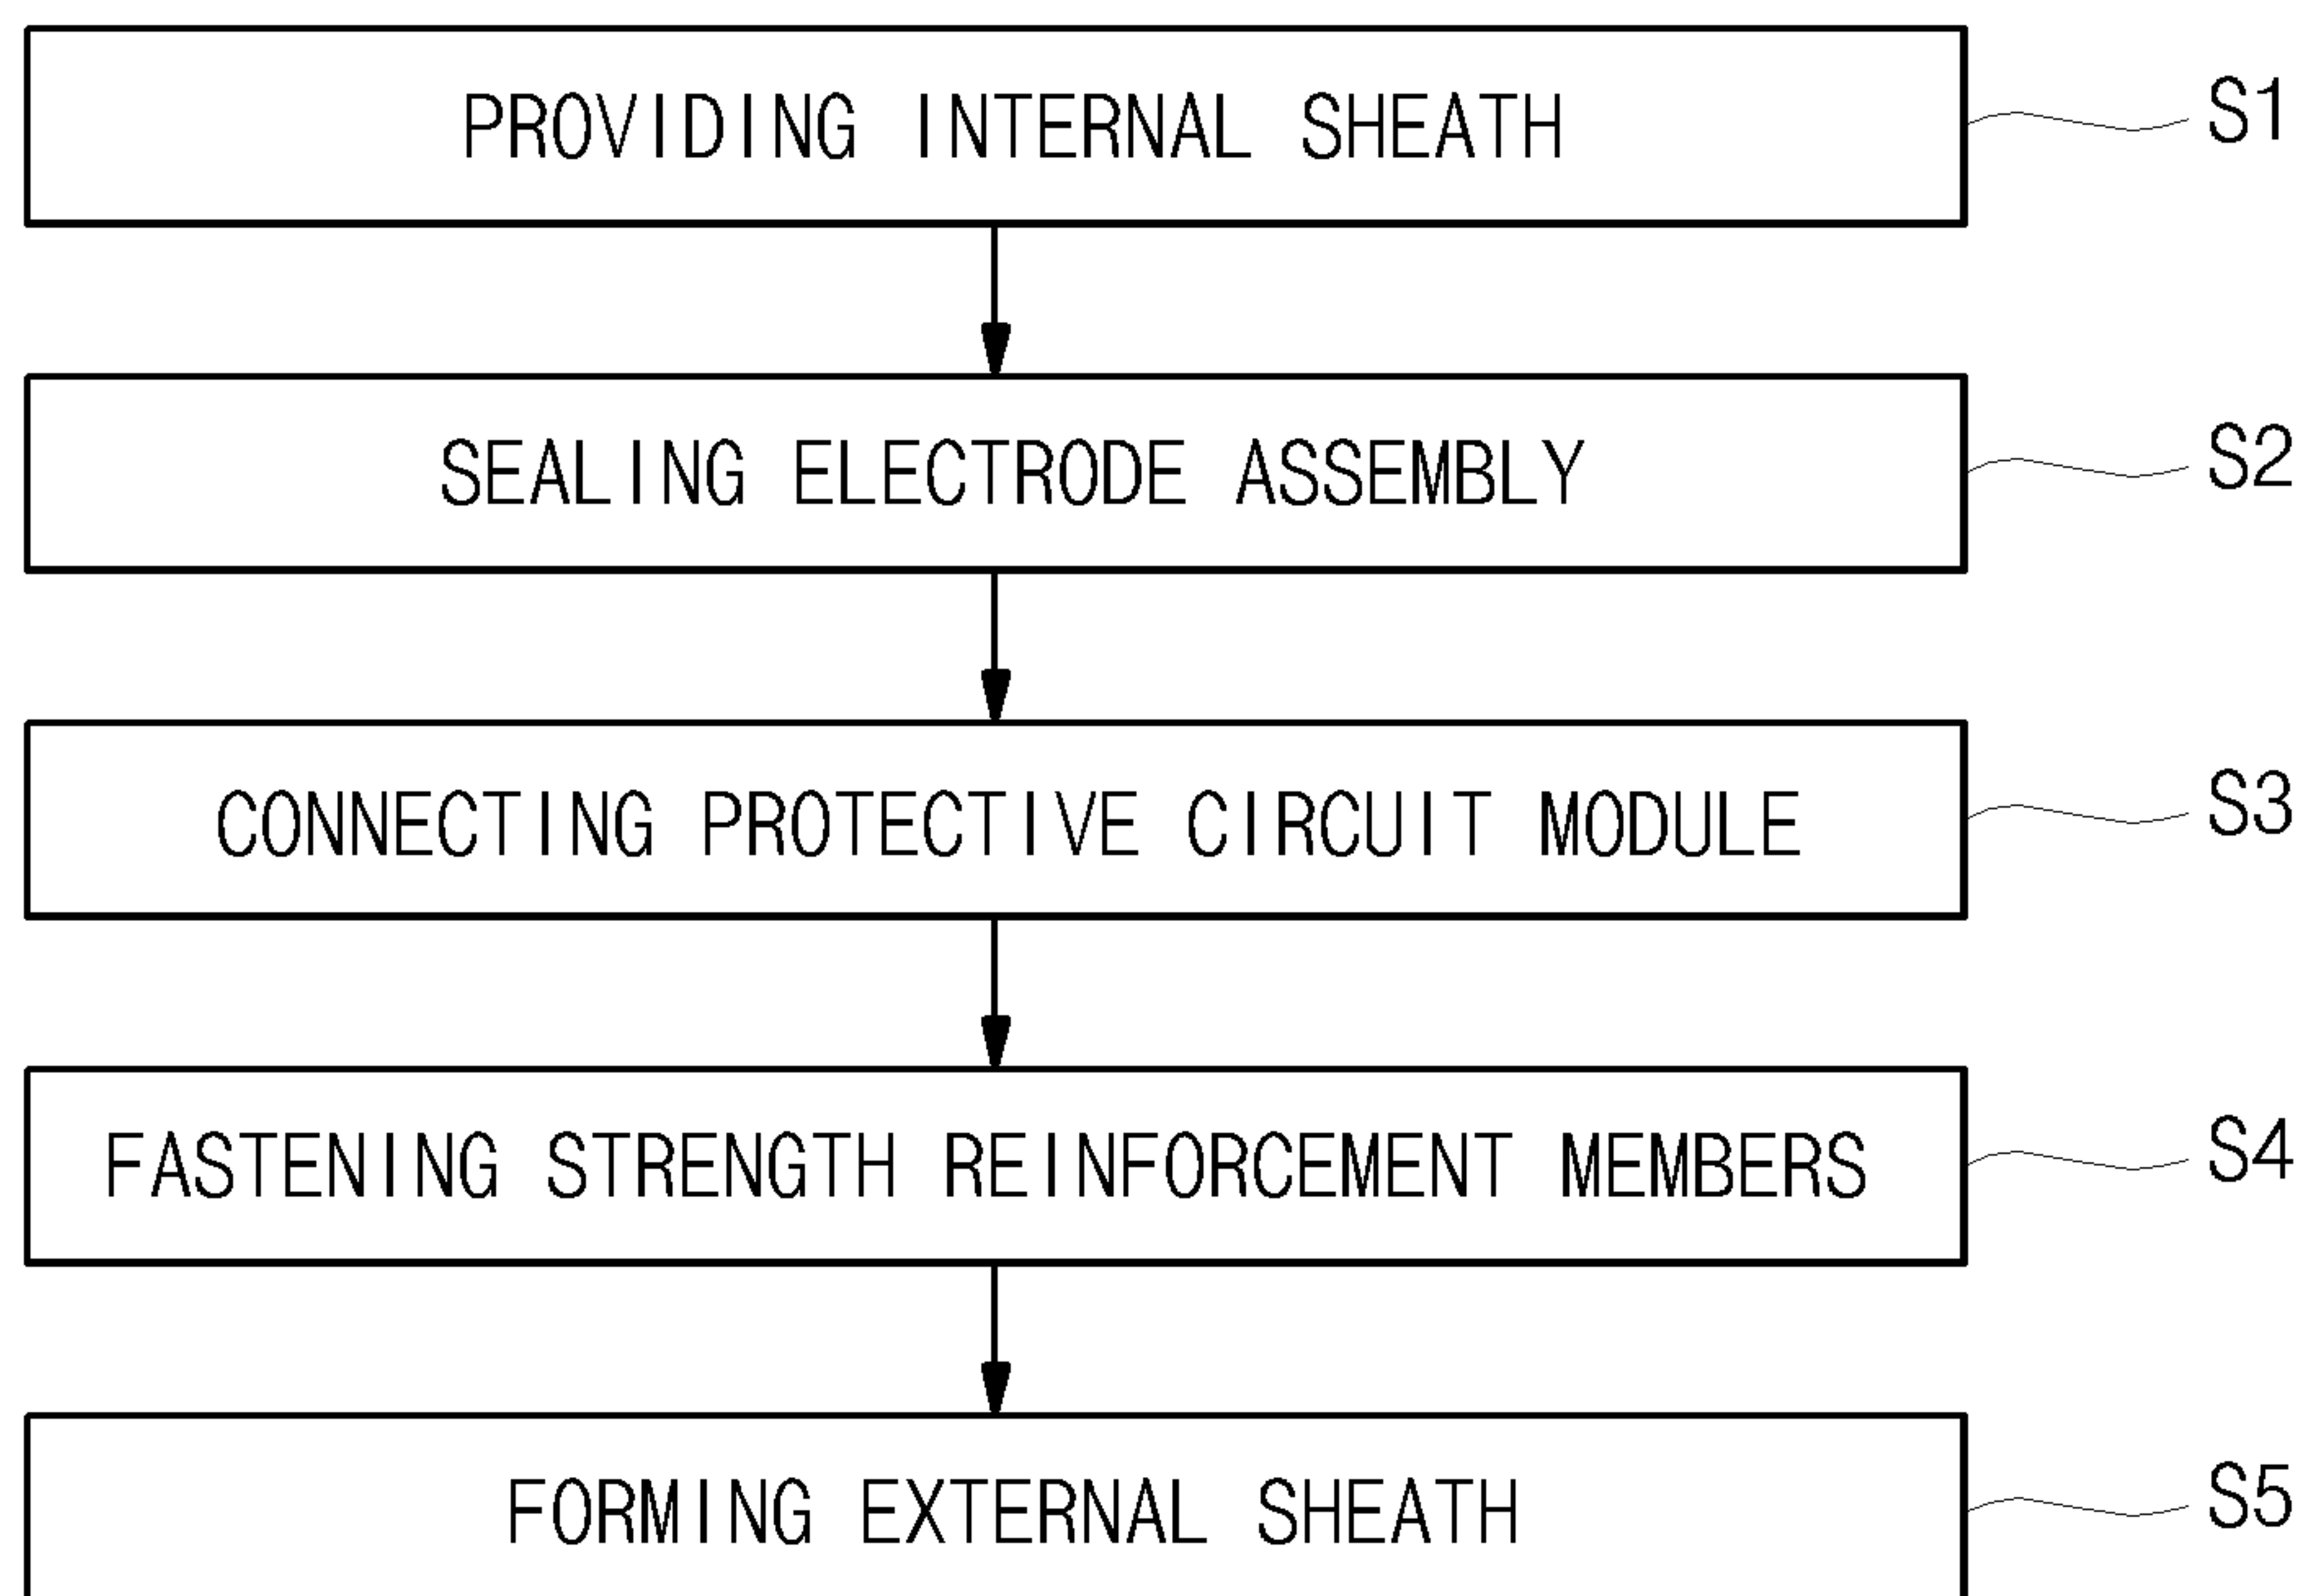 PROVIDING INTERNAL SHEATH S1
SEALING ELECTRODE ASSEMBLY S2
CONNECTING PROTECTIVE CIRCUIT MODULE S3
FASTENING STRENGTH REINFORCEMENT MEMBERS S4
FORMING EXTERNAL SHEATH S5